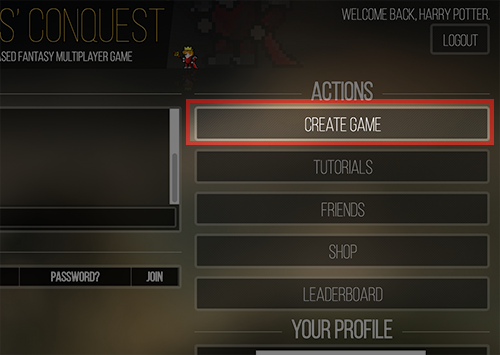 S' CONQUEST
WELCOME BACK, HARRY POTTER.
ASED FANTASY MULTIPLAYER GAME
LOGOUT
ACTIONS
CREATE GAME
TUTORIALS
FRIENDS
SHOP
PASSWORD? JOIN
LEADERBOARD
YOUR PROFILE